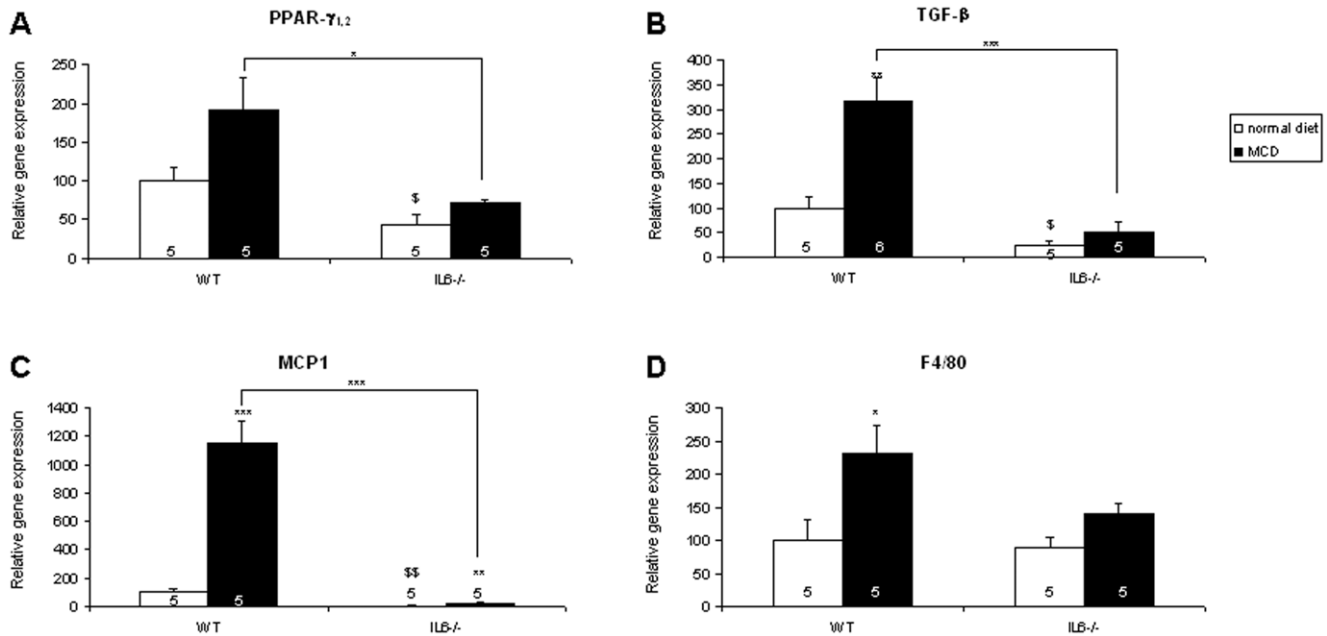 A
PPAR-γ1,2
*
Relative gene expression
250
200
150
100
50
0
$
5
5
5
5
WT
IL6-/-
B
TGF-β
***
**
Relative gene expression
400
350
300
250
200
150
100
50
0
$
5
6
5
5
WT
IL6-/-
normal diet
MCD
C
MCP1
***
***
Relative gene expression
1400
1200
1000
800
600
400
200
0
$$
**
5
5
5
5
WT
IL6-/-
D
F4/80
*
Relative gene expression
300
250
200
150
100
50
0
5
5
5
5
WT
IL6-/-